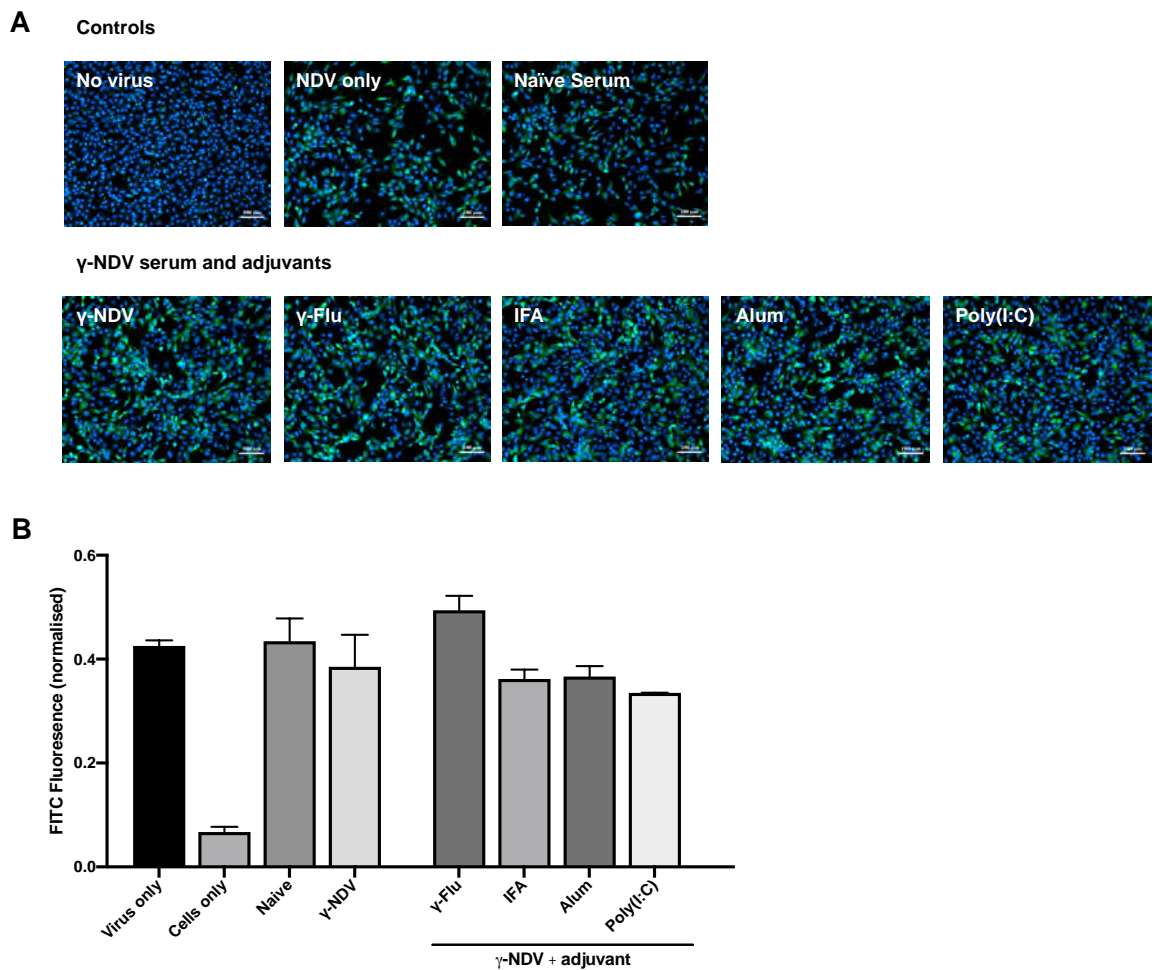 A
Controls
No virus
NDV only
Naïve Serum
γ-NDV serum and adjuvants
γ-NDV
γ-Flu
IFA
Alum
Poly(I:C)
100 µm
B
FITC Fluoresence (normalised)
0.6
0.4
0.2
0.0
Virus only
Cells only
Naive
γ-NDV
γ-Flu
IFA
Alum
Poly(I:C)
γ-NDV + adjuvant